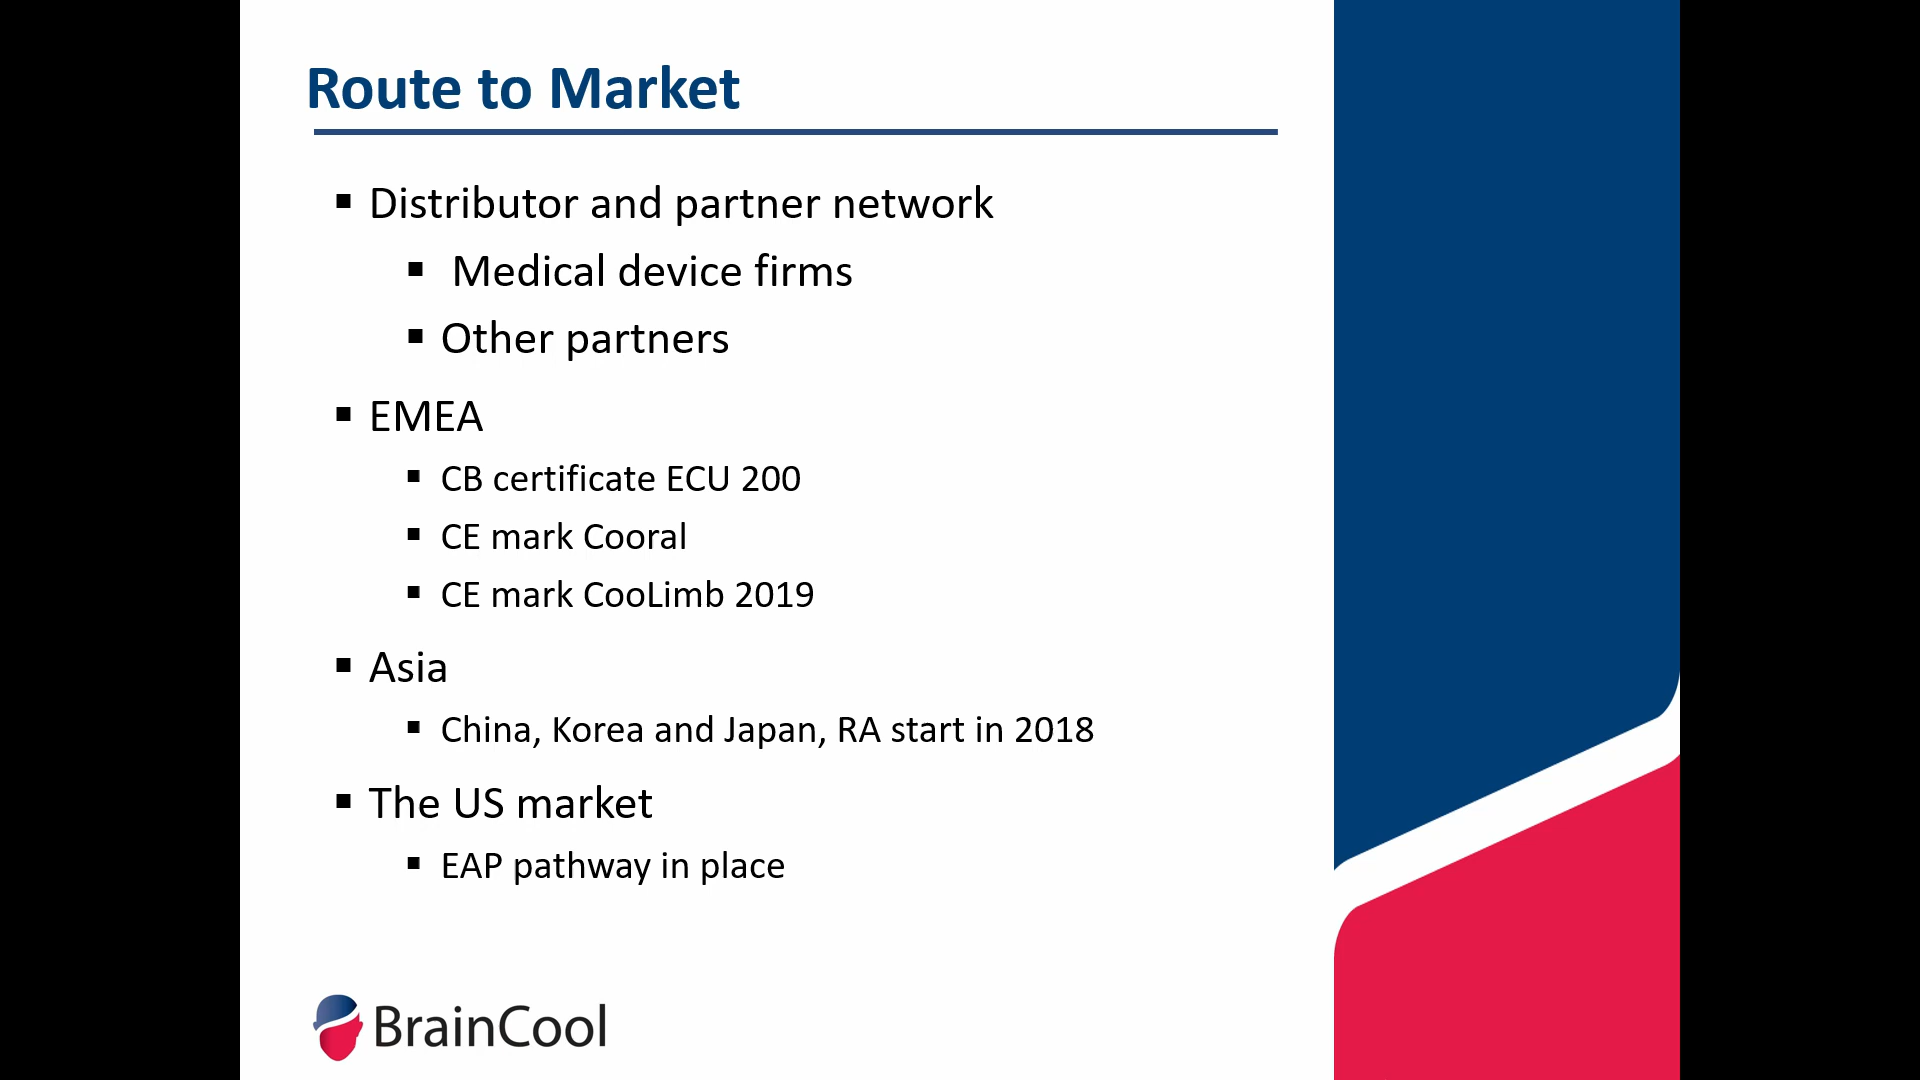 Route to Market
▪ Distributor and partner network
▪ Medical device firms
▪ Other partners
▪ EMEA
▪ CB certificate ECU 200
▪ CE mark Cooral
▪ CE mark CooLimb 2019
▪ Asia
▪ China, Korea and Japan, RA start in 2018
▪ The US market
▪ EAP pathway in place
BrainCool